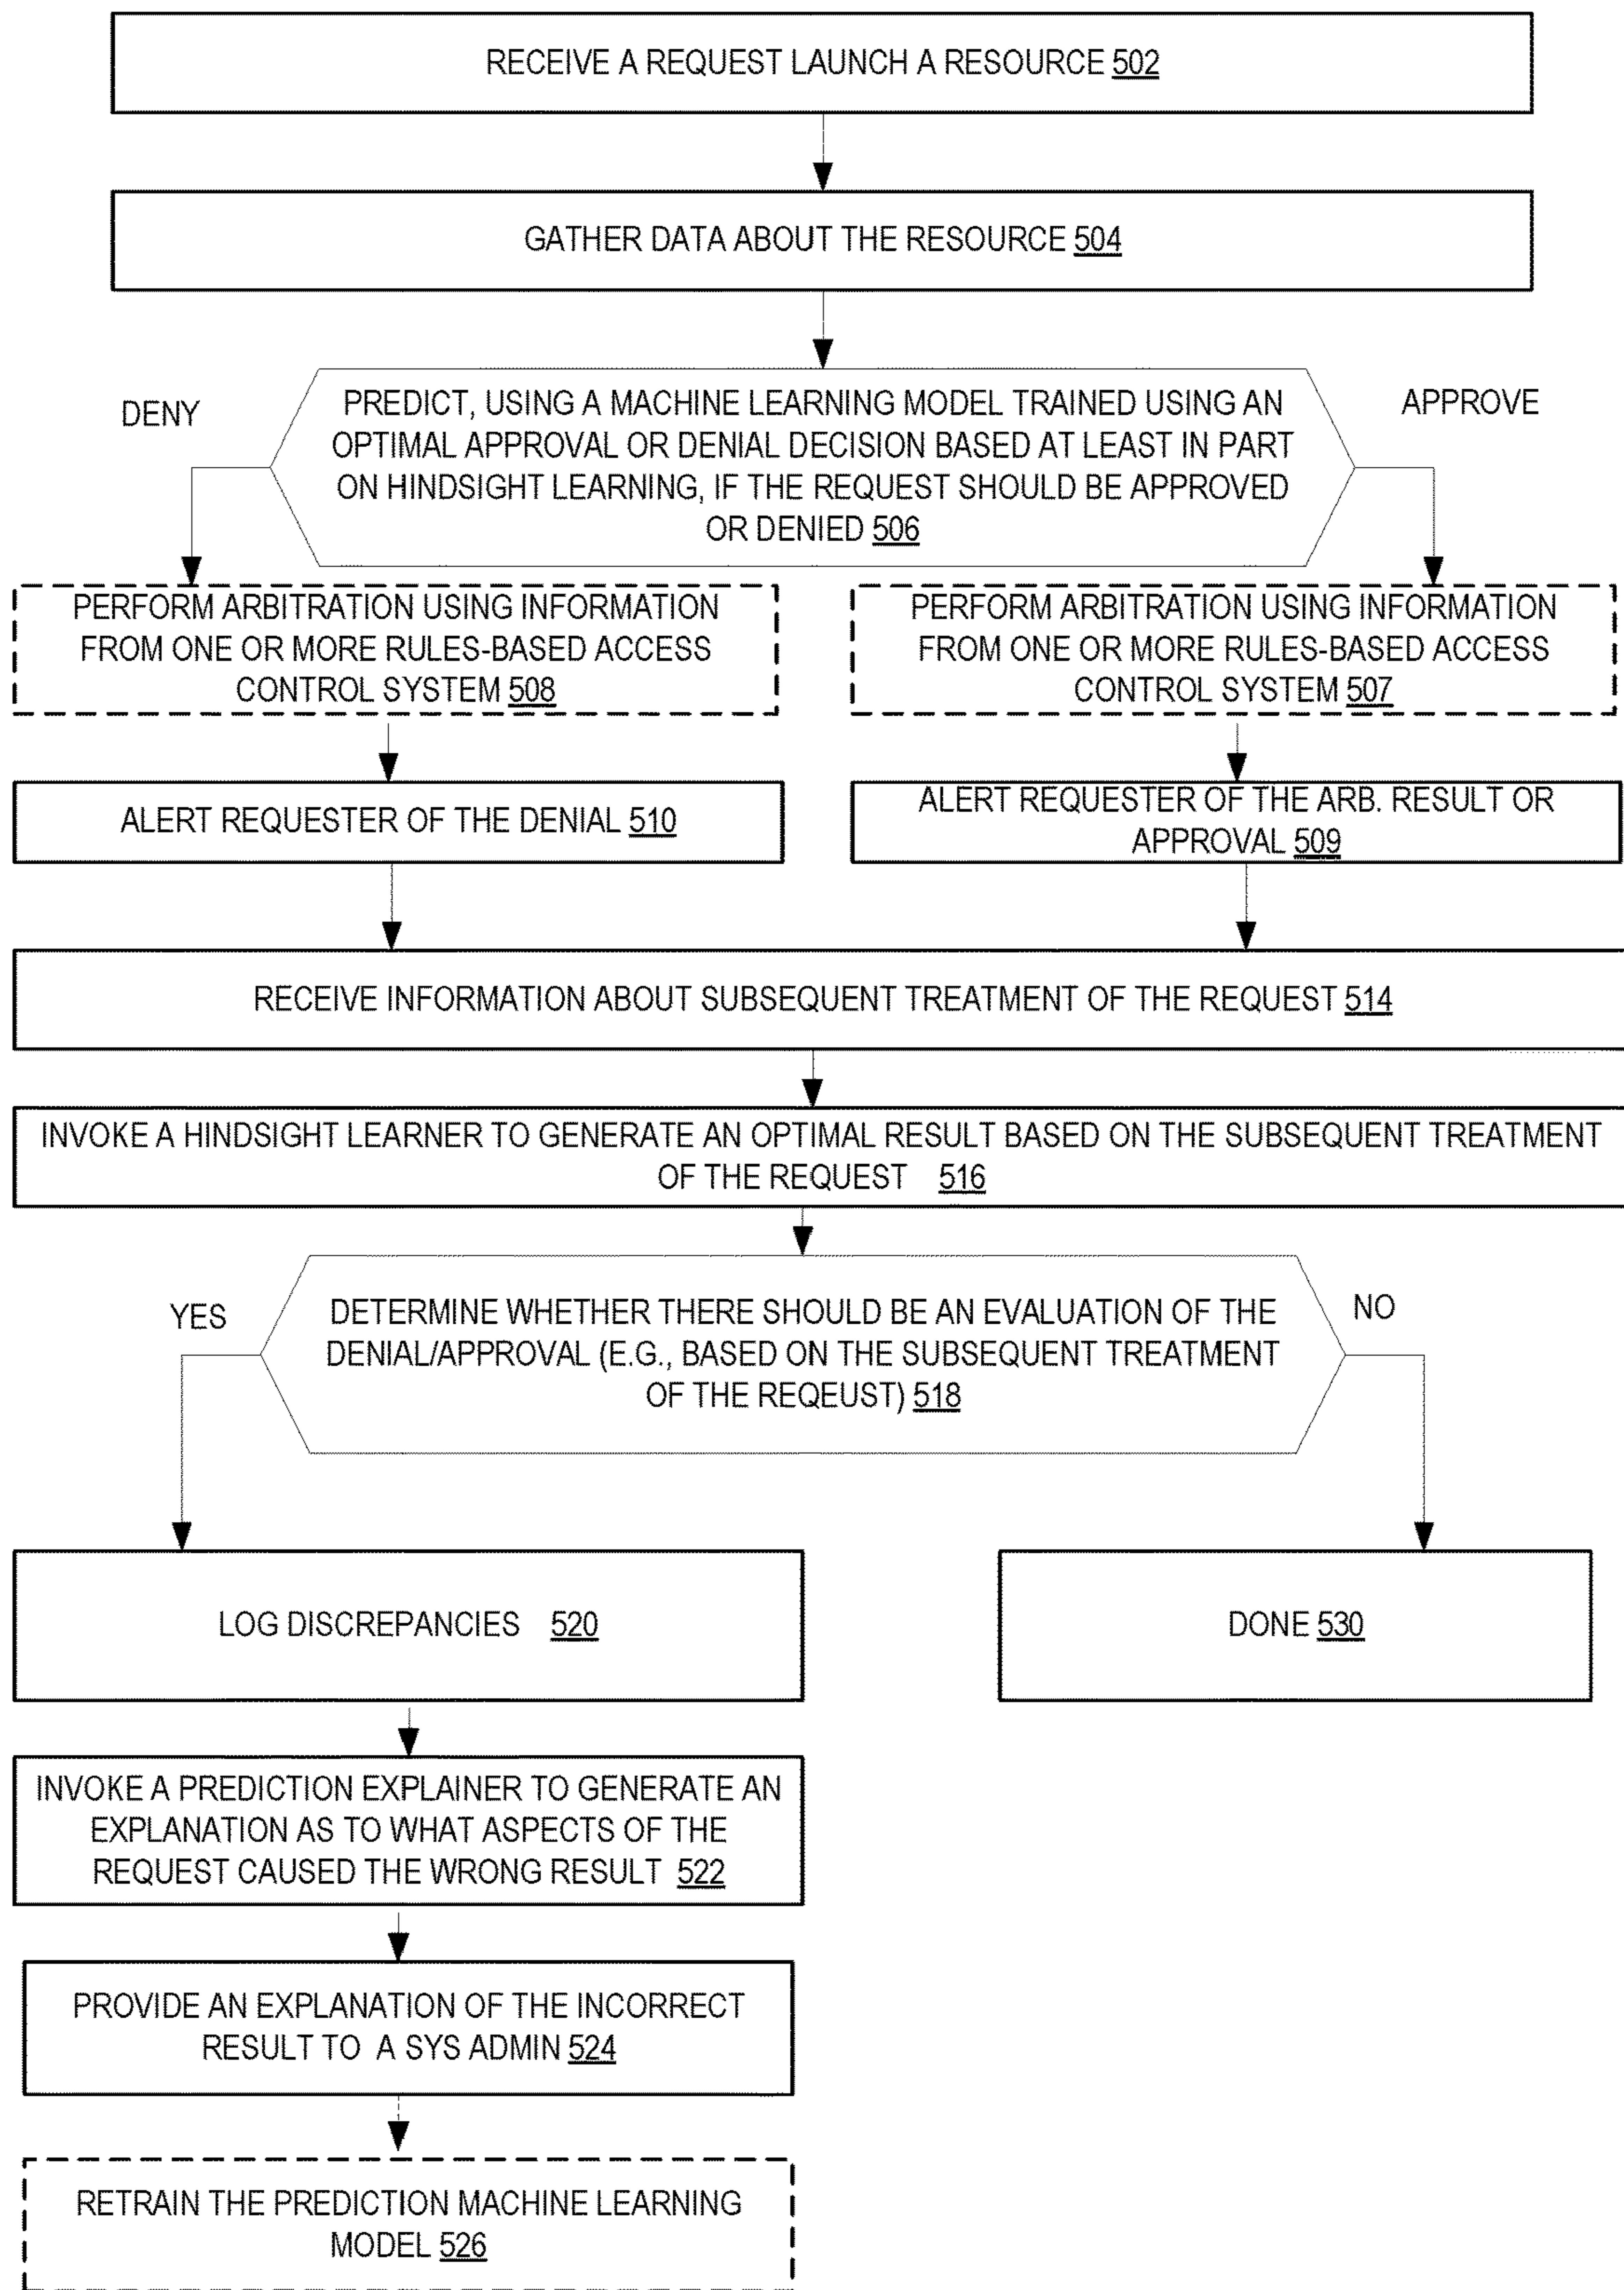 RECEIVE A REQUEST LAUNCH A RESOURCE 502
GATHER DATA ABOUT THE RESOURCE 504
DENY
PREDICT, USING A MACHINE LEARNING MODEL TRAINED USING AN
OPTIMAL APPROVAL OR DENIAL DECISION BASED AT LEAST IN PART
ON HINDSIGHT LEARNING, IF THE REQUEST SHOULD BE APPROVED
OR DENIED 506
APPROVE
PERFORM ARBITRATION USING INFORMATION
FROM ONE OR MORE RULES-BASED ACCESS
CONTROL SYSTEM 508
PERFORM ARBITRATION USING INFORMATION
FROM ONE OR MORE RULES-BASED ACCESS
CONTROL SYSTEM 507
ALERT REQUESTER OF THE DENIAL 510
ALERT REQUESTER OF THE ARB. RESULT OR
APPROVAL 509
RECEIVE INFORMATION ABOUT SUBSEQUENT TREATMENT OF THE REQUEST 514
INVOKE A HINDSIGHT LEARNER TO GENERATE AN OPTIMAL RESULT BASED ON THE SUBSEQUENT TREATMENT
OF THE REQUEST 516
YES
DETERMINE WHETHER THERE SHOULD BE AN EVALUATION OF THE
DENIAL/APPROVAL (E.G., BASED ON THE SUBSEQUENT TREATMENT
OF THE REQEUST) 518
NO
LOG DISCREPANCIES 520
DONE 530
INVOKE A PREDICTION EXPLAINER TO GENERATE AN
EXPLANATION AS TO WHAT ASPECTS OF THE
REQUEST CAUSED THE WRONG RESULT 522
PROVIDE AN EXPLANATION OF THE INCORRECT
RESULT TO A SYS ADMIN 524
RETRAIN THE PREDICTION MACHINE LEARNING
MODEL 526